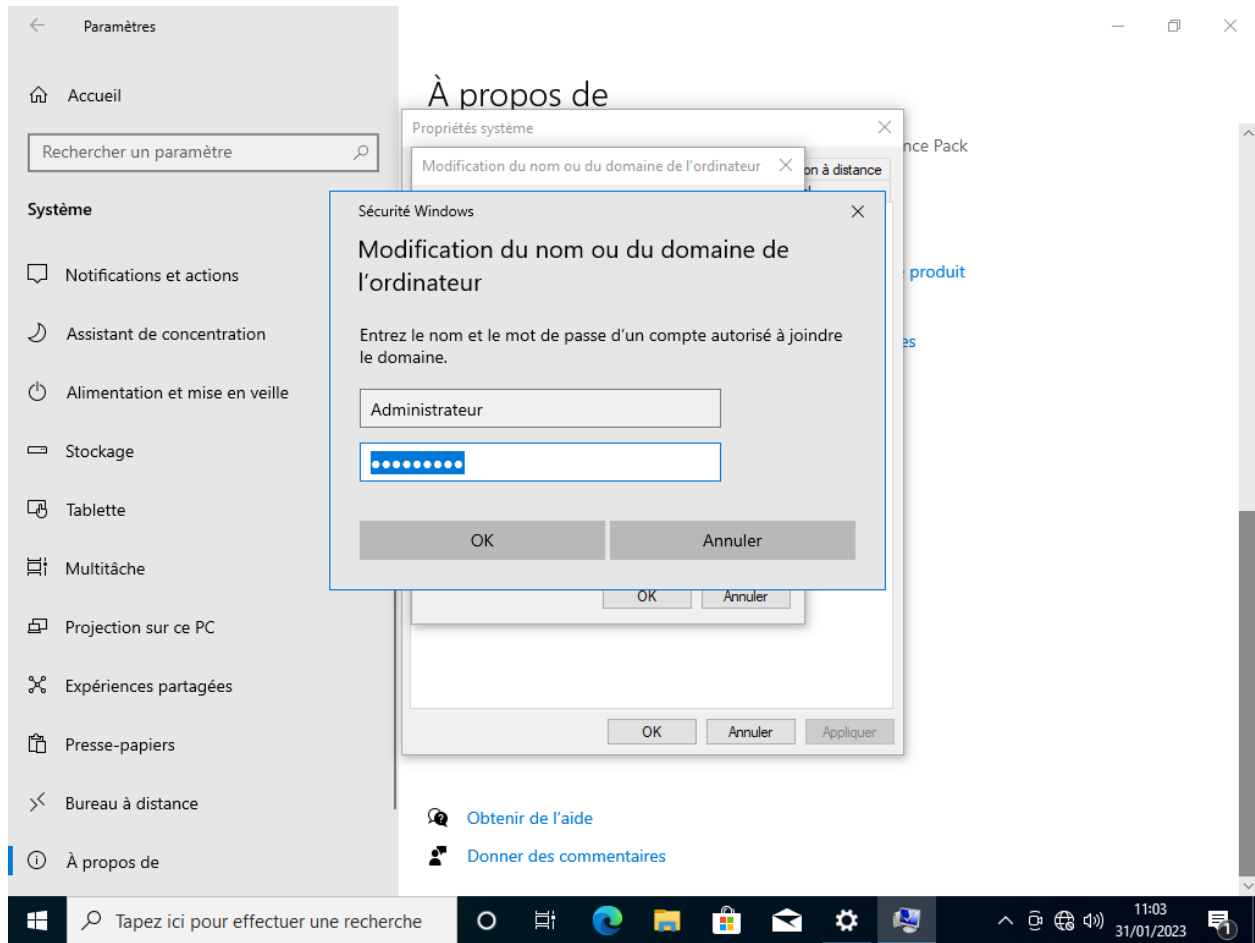 Paramètres
Accueil
Rechercher un paramètre
Système
Notifications et actions
Assistant de concentration
Alimentation et mise en veille
Stockage
Tablette
Multitâche
Projection sur ce PC
Expériences partagées
Presse-papiers
Bureau à distance
À propos de
À propos de
Propriétés système
nce Pack
Modification du nom ou du domaine de l'ordinateur
on à distance
Sécurité Windows
Modification du nom ou du domaine de
l'ordinateur
produit
Entrez le nom et le mot de passe d'un compte autorisé à joindre
le domaine.
es
Administrateur
●●●●●●●●●
OK Annuler
OK Annuler
OK Annuler Appliquer
Obtenir de l'aide
Donner des commentaires
Tapez ici pour effectuer une recherche
11:03
31/01/2023
1